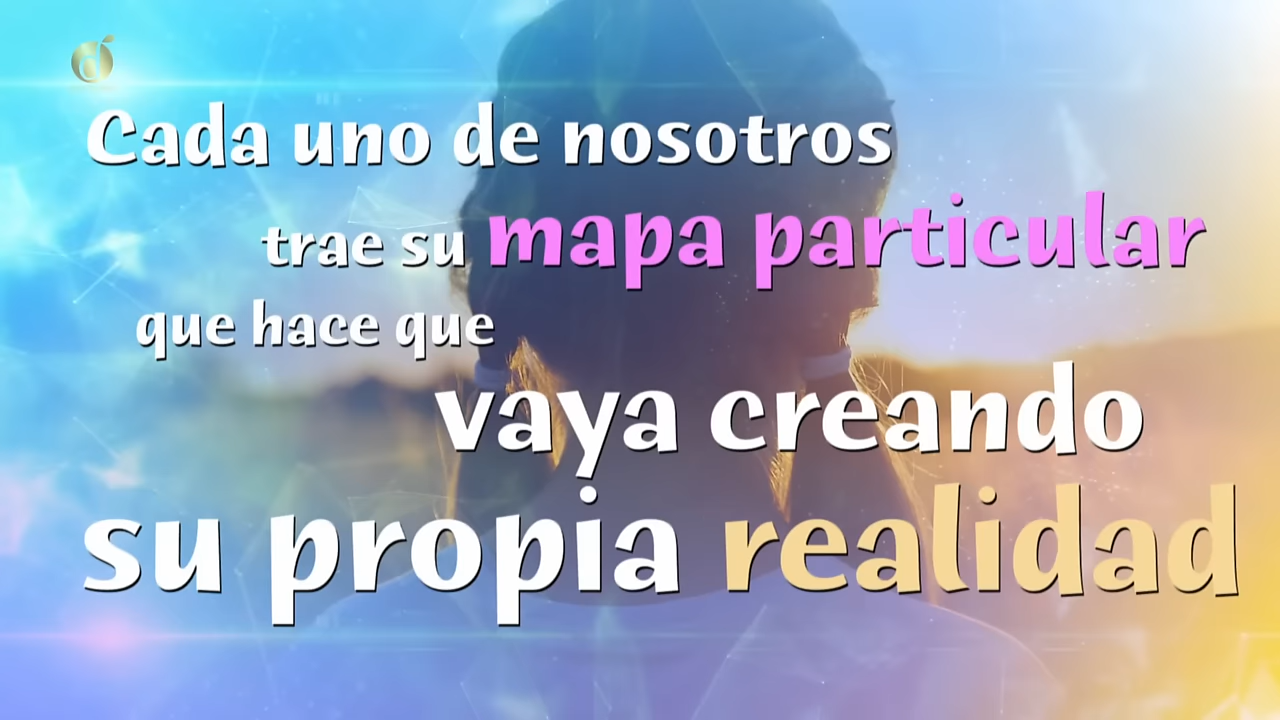 Cada uno de nosotros
trae su mapa particular
que hace que
vaya creando
su propia realidad